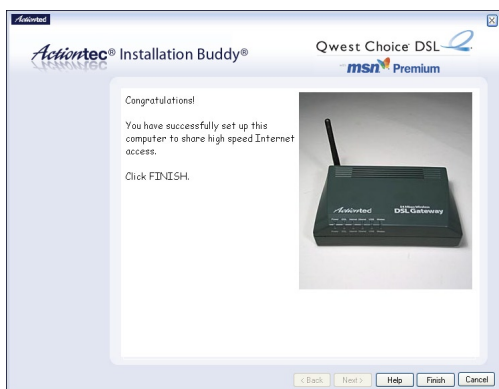 Actiontec
Actiontec® Installation Buddy®
Qwest Choice DSL
msn Premium
Congratulations!
You have successfully set up this
computer to share high speed Internet
access.
Click FINISH.
Actiontec
DSL Gateway
< Back Next > Help Finish Cancel